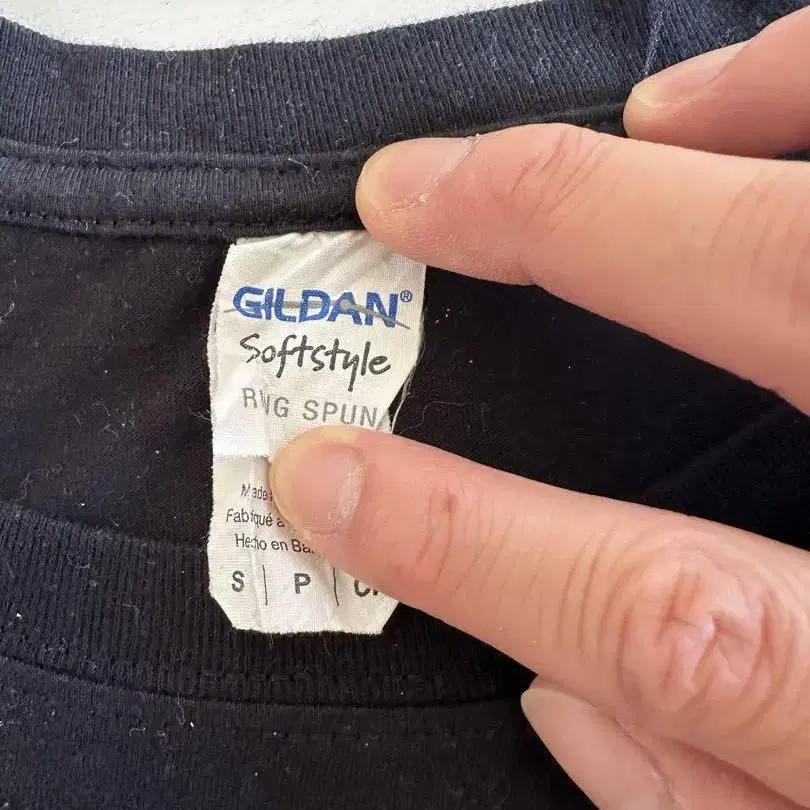 GILDAN®
Softstyle
RING SPUN
Made
Fabriqué à
Hecho en
S | P |